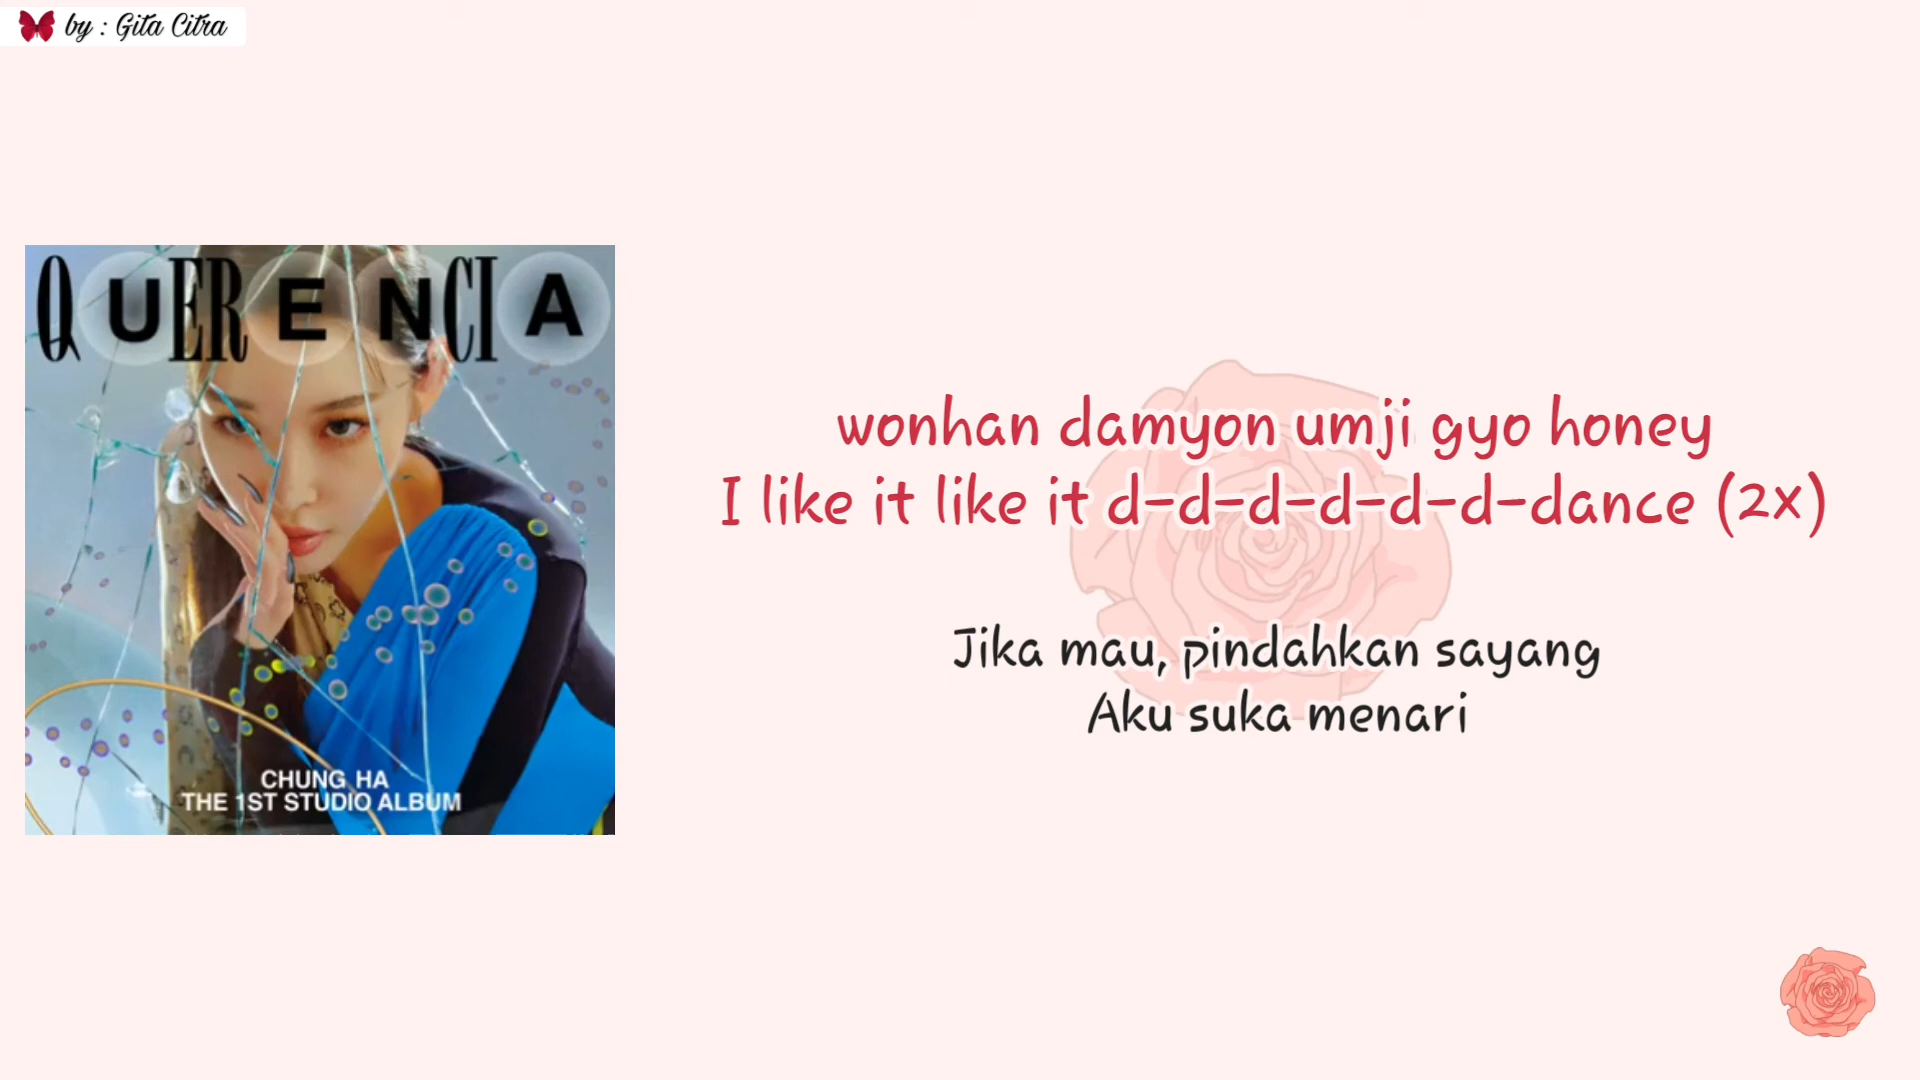 by : Gita Citra
QUERENCIA
CHUNG HA
THE 1ST STUDIO ALBUM
wonhan damyon umji gyo honey
I like it like it d-d-d-d-d-d-dance (2x)
Jika mau, pindahkan sayang
Aku suka menari